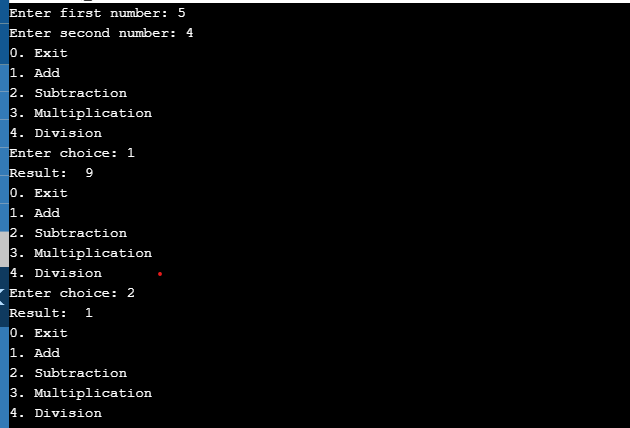 Enter first number: 5
Enter second number: 4
0. Exit
1. Add
2. Subtraction
3. Multiplication
4. Division
Enter choice: 1
Result:  9
0. Exit
1. Add
2. Subtraction
3. Multiplication
4. Division
Enter choice: 2
Result:  1
0. Exit
1. Add
2. Subtraction
3. Multiplication
4. Division